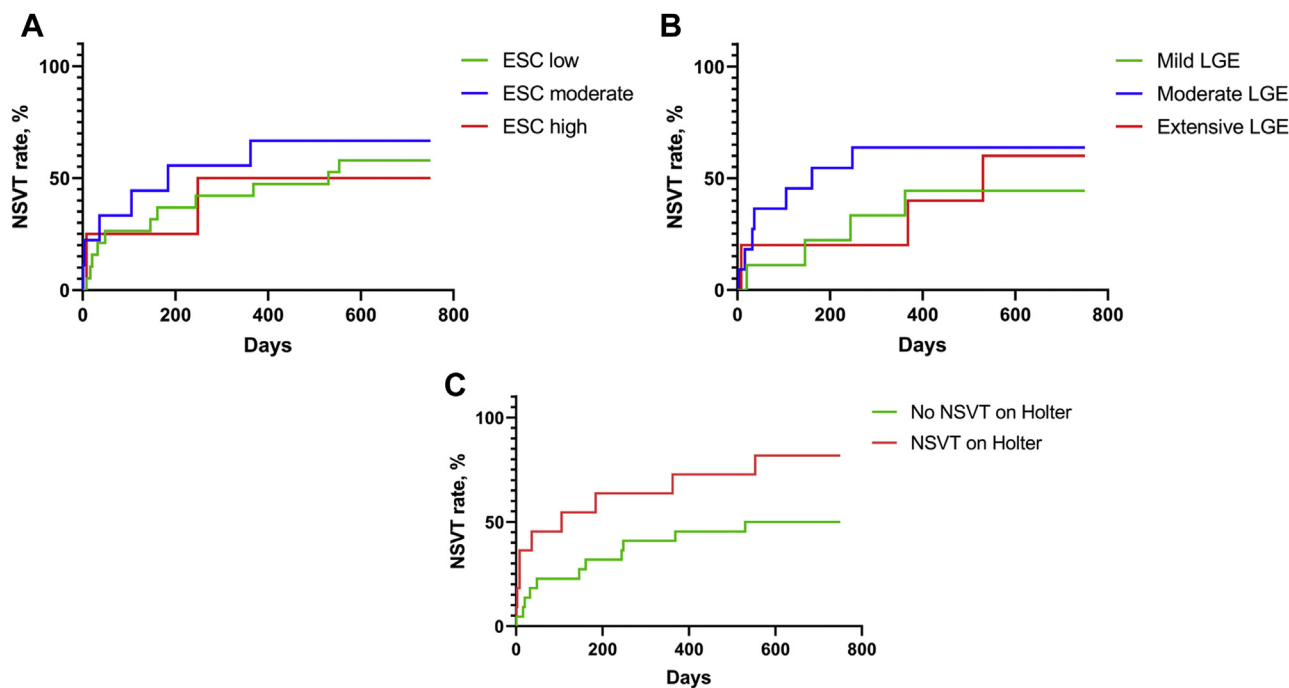 A
NSVT rate, %
100
50
0
0 200 400 600 800
Days
ESC low
ESC moderate
ESC high
B
NSVT rate, %
100
50
0
0 200 400 600 800
Days
Mild LGE
Moderate LGE
Extensive LGE
C
NSVT rate, %
100
50
0
0 200 400 600 800
Days
No NSVT on Holter
NSVT on Holter